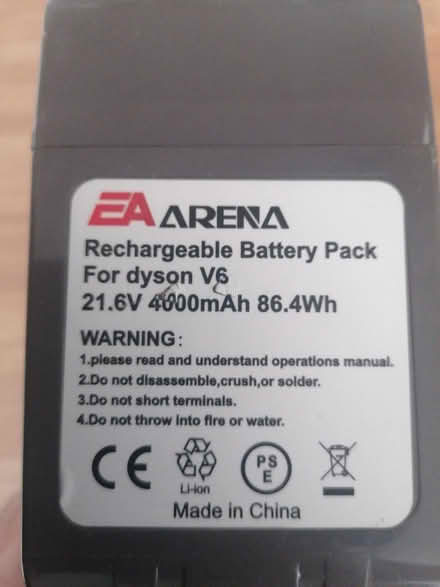 EA ARENA
Rechargeable Battery Pack
For dyson V6
21.6V 4000mAh 86.4Wh
WARNING:
1.please read and understand operations manual.
2.Do not disassemble,crush,or solder.
3.Do not short terminals.
4.Do not throw into fire or water.
CE Li-ion PS E
Made in China